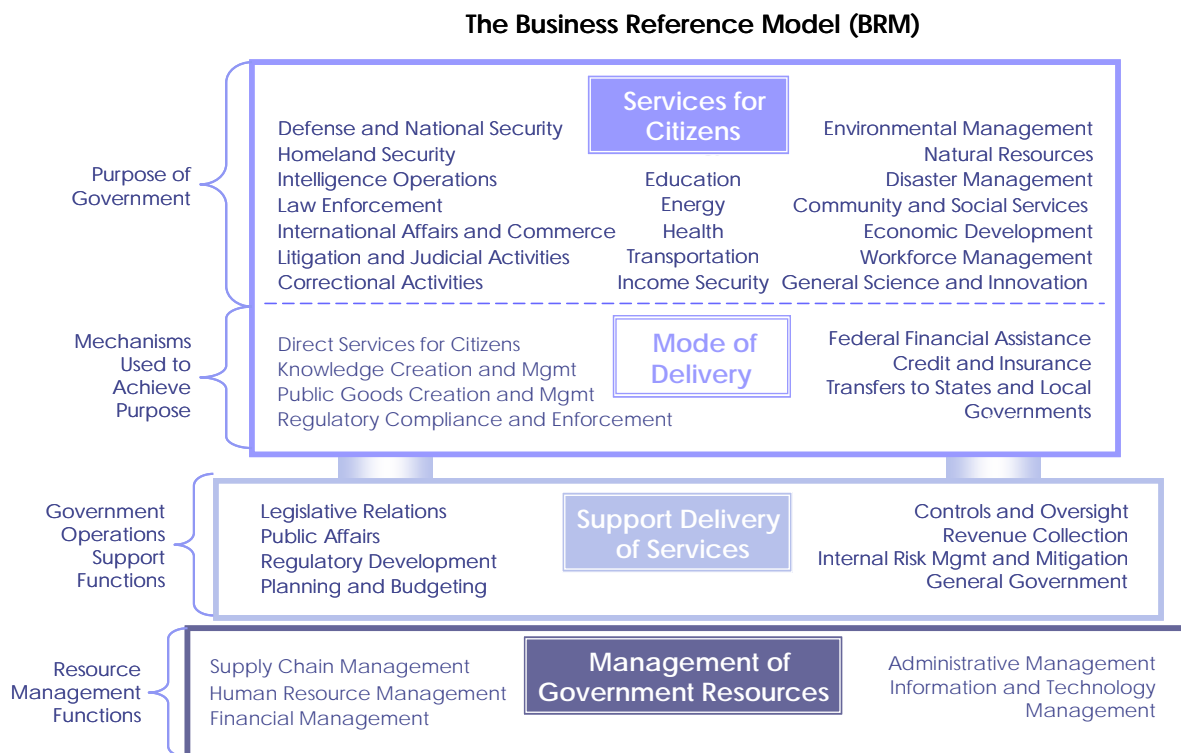 The Business Reference Model (BRM)
Purpose of
Government
Services for
Citizens
Defense and National Security
Homeland Security
Intelligence Operations
Law Enforcement
International Affairs and Commerce
Litigation and Judicial Activities
Correctional Activities
Education
Energy
Health
Transportation
Income Security
Environmental Management
Natural Resources
Disaster Management
Community and Social Services
Economic Development
Workforce Management
General Science and Innovation
Mechanisms
Used to
Achieve
Purpose
Mode of
Delivery
Direct Services for Citizens
Knowledge Creation and Mgmt
Public Goods Creation and Mgmt
Regulatory Compliance and Enforcement
Federal Financial Assistance
Credit and Insurance
Transfers to States and Local
Governments
Government
Operations
Support
Functions
Support Delivery
of Services
Legislative Relations
Public Affairs
Regulatory Development
Planning and Budgeting
Controls and Oversight
Revenue Collection
Internal Risk Mgmt and Mitigation
General Government
Resource
Management
Functions
Management of
Government Resources
Supply Chain Management
Human Resource Management
Financial Management
Administrative Management
Information and Technology
Management